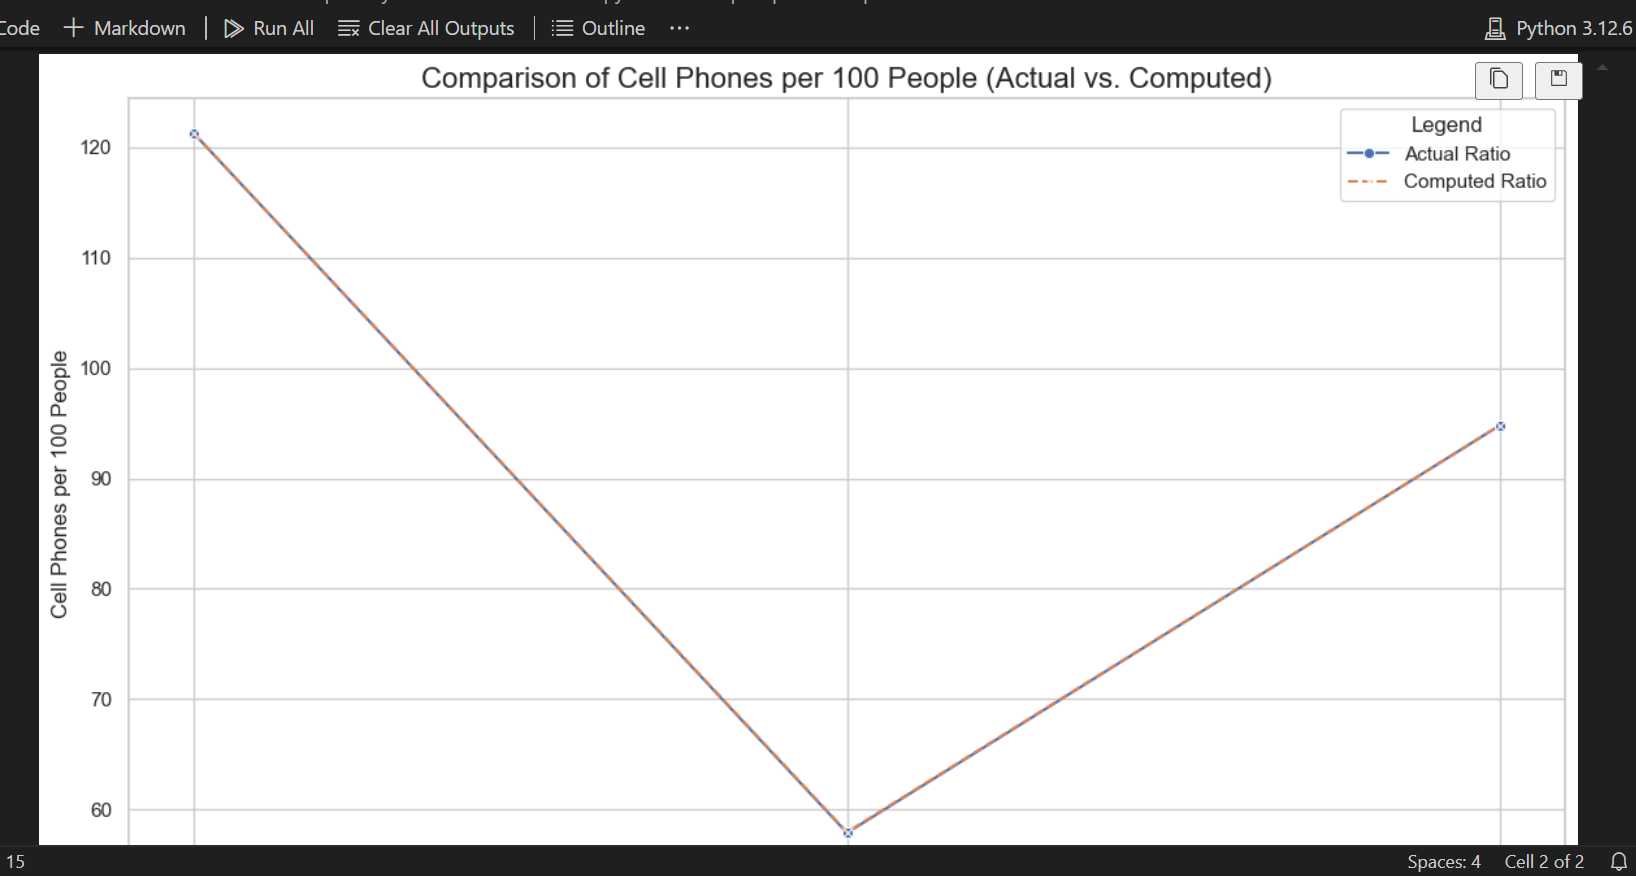 Code + Markdown Run All Clear All Outputs Outline ... Python 3.12.6
Comparison of Cell Phones per 100 People (Actual vs. Computed)
Legend
Actual Ratio
Computed Ratio
Cell Phones per 100 People
120
110
100
90
80
70
60
15 Spaces: 4 Cell 2 of 2